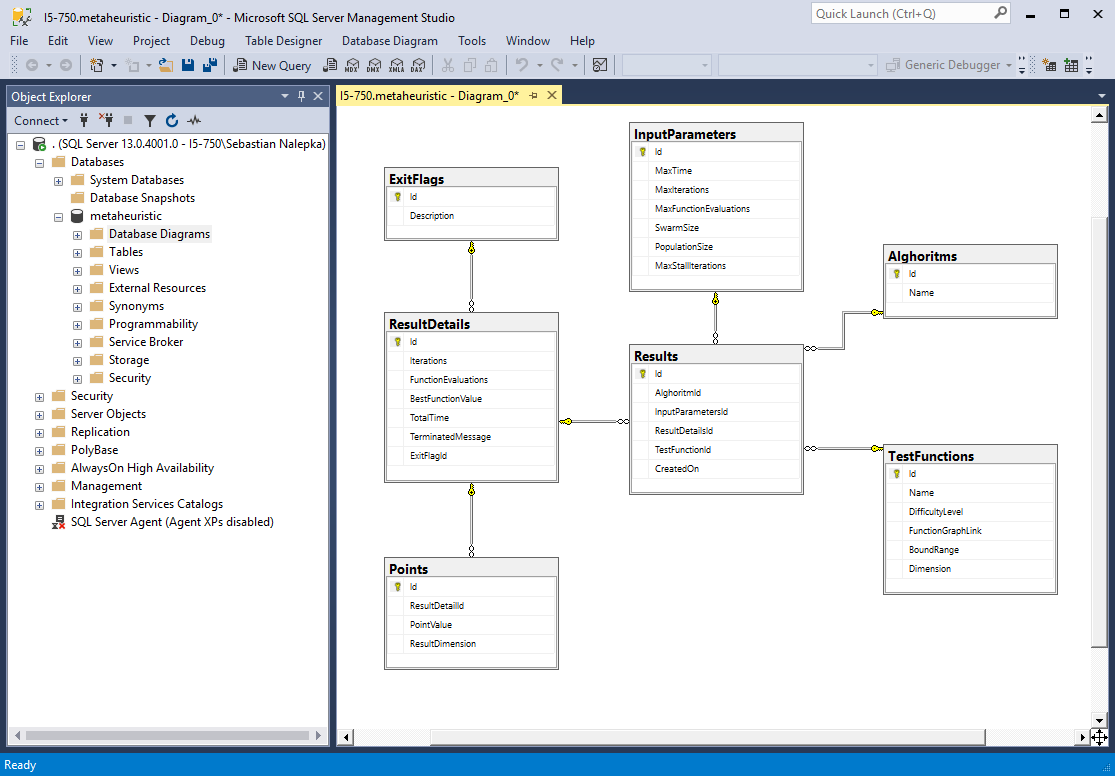 I5-750.metaheuristic - Diagram_0* - Microsoft SQL Server Management Studio
Quick Launch (Ctrl+Q)
File Edit View Project Debug Table Designer Database Diagram Tools Window Help
New Query MDX DMX XMLA DAX Generic Debugger
Object Explorer
I5-750.metaheuristic - Diagram_0*
Connect
. (SQL Server 13.0.4001.0 - I5-750\Sebastian Nalepka)
Databases
System Databases
Database Snapshots
metaheuristic
Database Diagrams
Tables
Views
External Resources
Synonyms
Programmability
Service Broker
Storage
Security
Security
Server Objects
Replication
PolyBase
AlwaysOn High Availability
Management
Integration Services Catalogs
SQL Server Agent (Agent XPs disabled)
ExitFlags
Id
Description
ResultDetails
Id
Iterations
FunctionEvaluations
BestFunctionValue
TotalTime
TerminatedMessage
ExitFlagId
Points
Id
ResultDetailId
PointValue
ResultDimension
InputParameters
Id
MaxTime
MaxIterations
MaxFunctionEvaluations
SwarmSize
PopulationSize
MaxStallIterations
Results
Id
AlghoritmId
InputParametersId
ResultDetailsId
TestFunctionId
CreatedOn
Alghoritms
Id
Name
TestFunctions
Id
Name
DifficultyLevel
FunctionGraphLink
BoundRange
Dimension
Ready